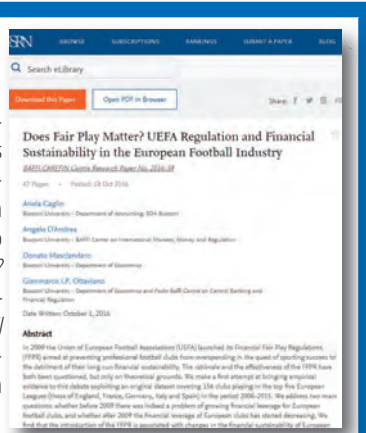 SRN BROWSE SUBSCRIPTIONS RANKINGS SUBMIT A PAPER BLOG
Search eLibrary
Download this Paper Open PDF in Browser Share:
Does Fair Play Matter? UEFA Regulation and Financial
Sustainability in the European Football Industry
BAFFI CAREFIN Centre Research Paper No. 2016-38
47 Pages • Posted: 18 Oct 2016
Ariela Caglio
Bocconi University - Department of Accounting; SDA Bocconi
Angelo D'Andrea
Bocconi University - BAFFI Center on International Markets, Money and Regulation
Donato Masciandaro
Bocconi University - Department of Economics
Gianmarco I.P. Ottaviano
Bocconi University - Department of Economics and Paolo Baffi Centre on Central Banking and
Financial Regulation
Date Written: October 1, 2016
Abstract
In 2009 the Union of European Football Association (UEFA) launched its Financial Fair Play Regulations
(FFPR) aimed at preventing professional football clubs from overspending in the quest of sporting success to
the detriment of their long run financial sustainability. The rationale and the effectiveness of the FFPR have
both been questioned, but only on theoretical grounds. We make a first attempt at bringing empirical
evidence to this debate exploiting an original dataset covering 156 clubs playing in the top five European
Leagues (those of England, France, Germany, Italy and Spain) in the period 2006-2015. We address two main
questions: whether before 2009 there was indeed a problem of growing financial leverage for European
football clubs, and whether after 2009 the financial leverage of European clubs has started decreasing. We
find that the introduction of the FFPR is associated with changes in the financial sustainability of European